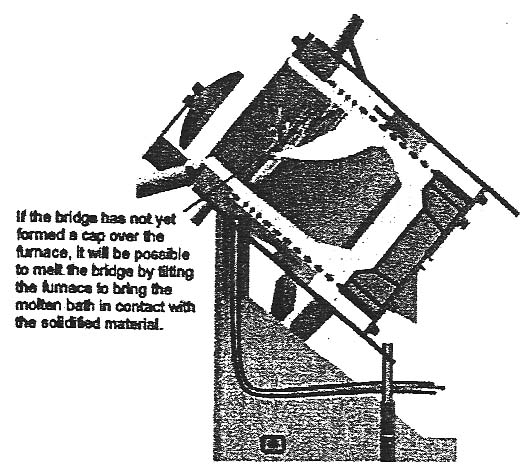 If the bridge has not yet
formed a cap over the
furnace, it will be possible
to melt the bridge by tilting
the furnace to bring the
molten bath in contact with
the solidified material.